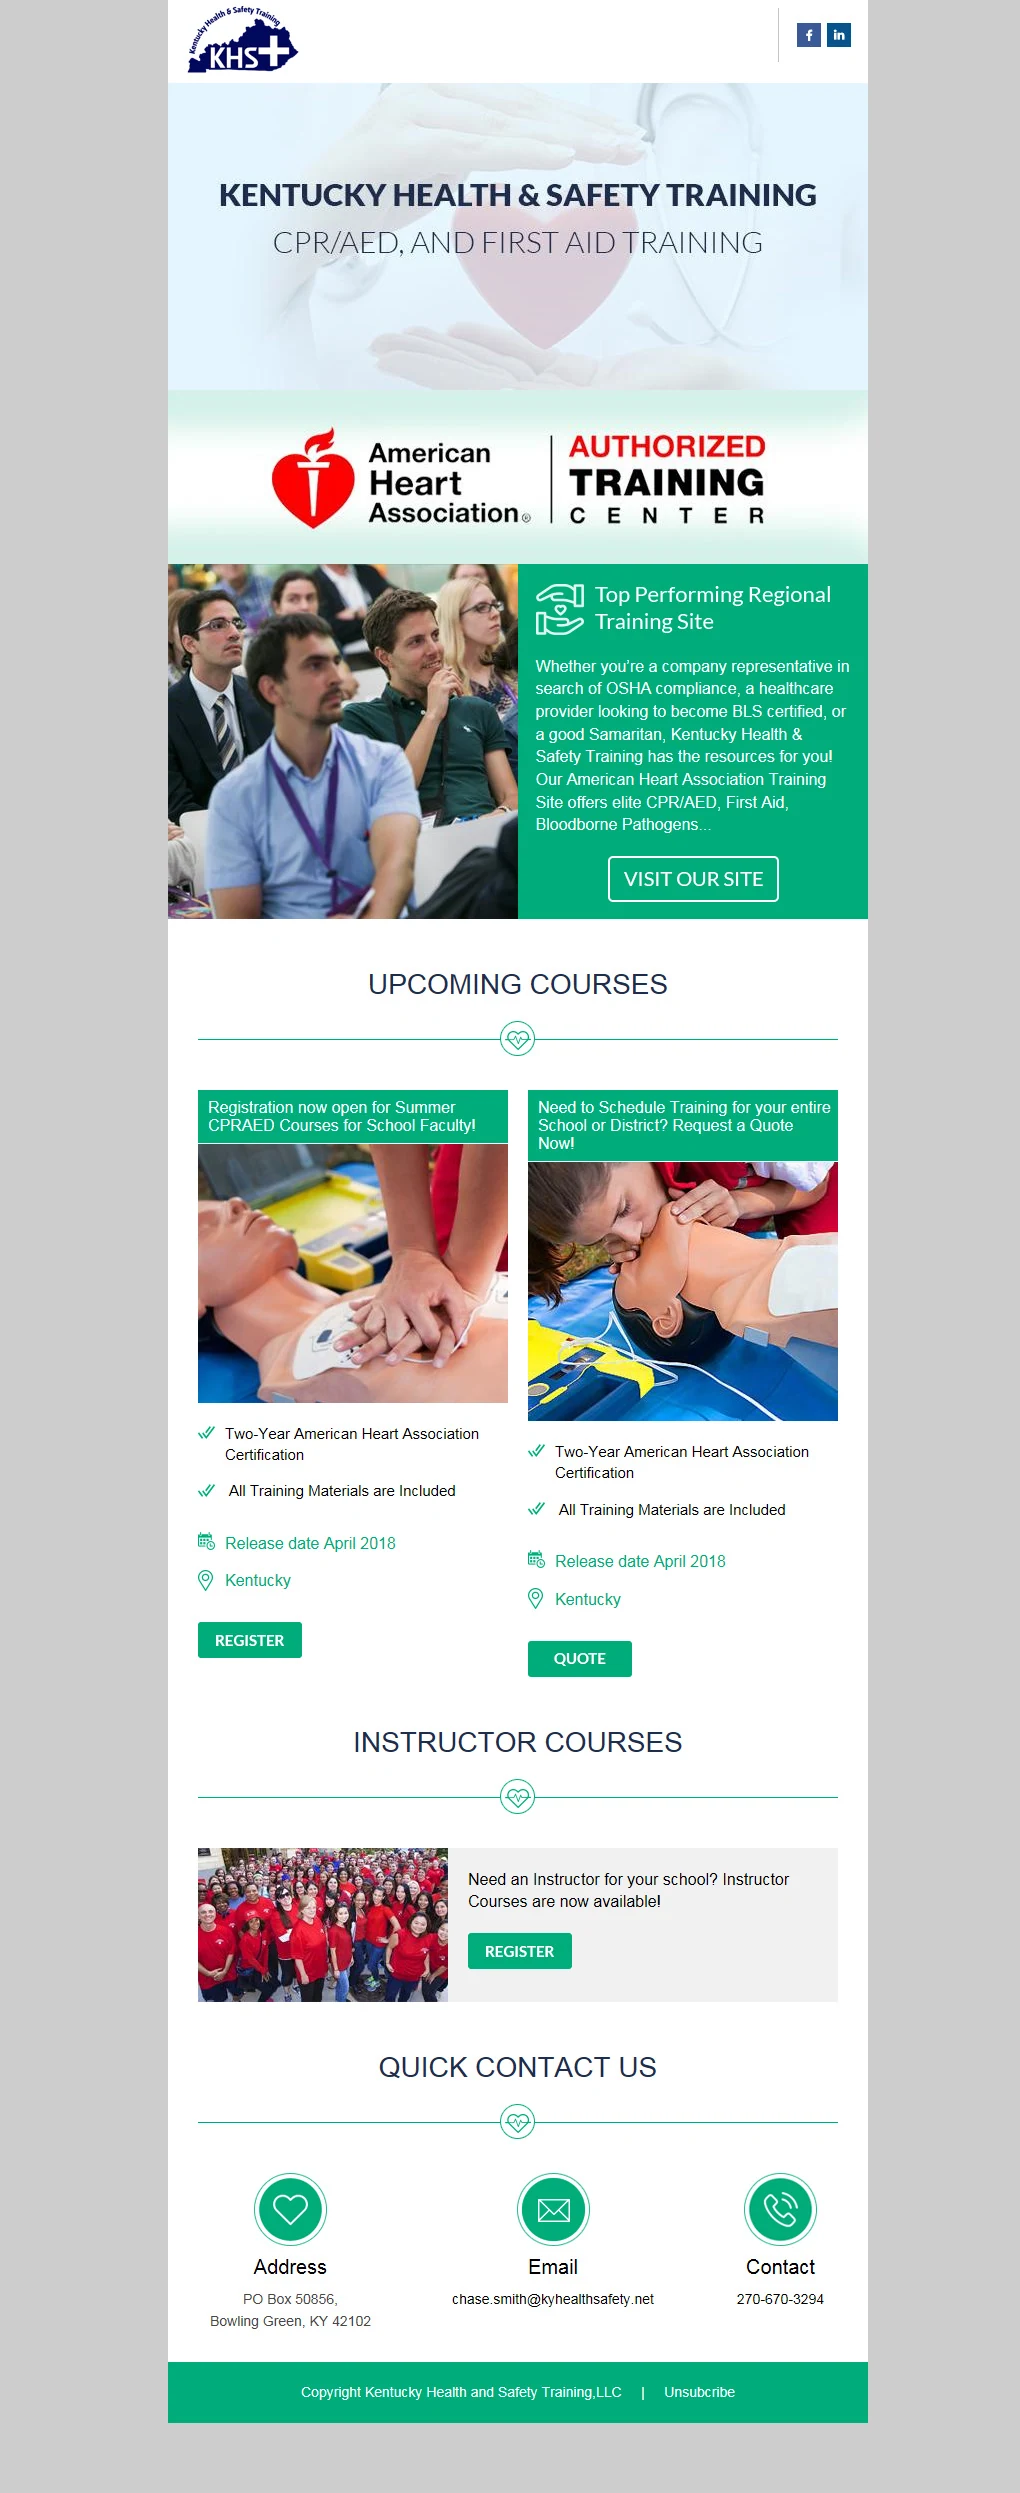 Kentucky Health & Safety Training
KHS
f
in
KENTUCKY HEALTH & SAFETY TRAINING
CPR/AED, AND FIRST AID TRAINING
American
Heart
Association®
AUTHORIZED
TRAINING
CENTER
Top Performing Regional
Training Site
Whether you're a company representative in
search of OSHA compliance, a healthcare
provider looking to become BLS certified, or
a good Samaritan, Kentucky Health &
Safety Training has the resources for you!
Our American Heart Association Training
Site offers elite CPR/AED, First Aid,
Bloodborne Pathogens...
VISIT OUR SITE
UPCOMING COURSES
Registration now open for Summer
CPRAED Courses for School Faculty!
Two-Year American Heart Association
Certification
All Training Materials are Included
Release date April 2018
Kentucky
REGISTER
Need to Schedule Training for your entire
School or District? Request a Quote
Now!
Two-Year American Heart Association
Certification
All Training Materials are Included
Release date April 2018
Kentucky
QUOTE
INSTRUCTOR COURSES
Need an Instructor for your school? Instructor
Courses are now available!
REGISTER
QUICK CONTACT US
Address
PO Box 50856,
Bowling Green, KY 42102
Email
chase.smith@kyhealthsafety.net
Contact
270-670-3294
Copyright Kentucky Health and Safety Training,LLC | Unsubcribe